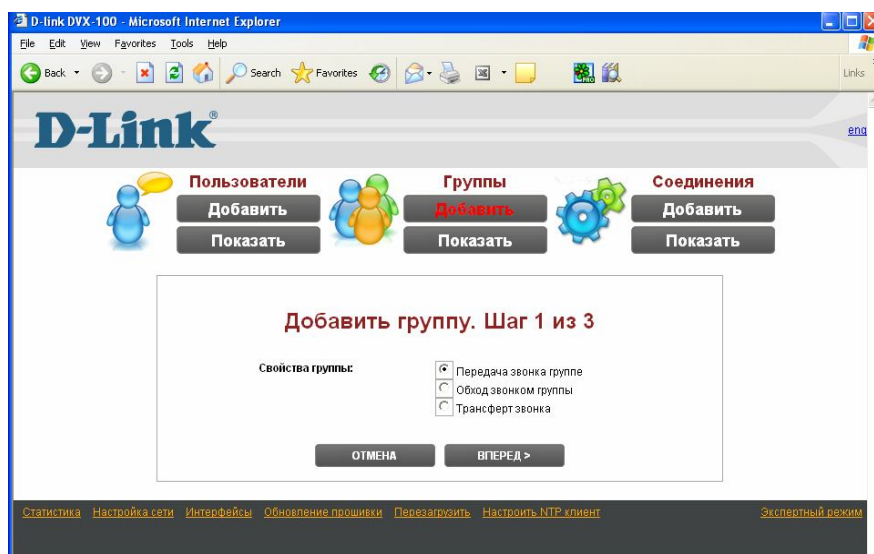 D-link DVX-100 - Microsoft Internet Explorer
File Edit View Favorites Tools Help
Back Search Favorites Links
D-Link®
eng
Пользователи Группы Соединения
Добавить Добавить Добавить
Показать Показать Показать
Добавить группу. Шаг 1 из 3
Свойства группы: Передача звонка группе
Обход звонком группы
Трансферт звонка
ОТМЕНА ВПЕРЕД >
Статистика Настройка сети Интерфейсы Обновление прошивки Перезагрузить Настроить NTP клиент Экспертный режим